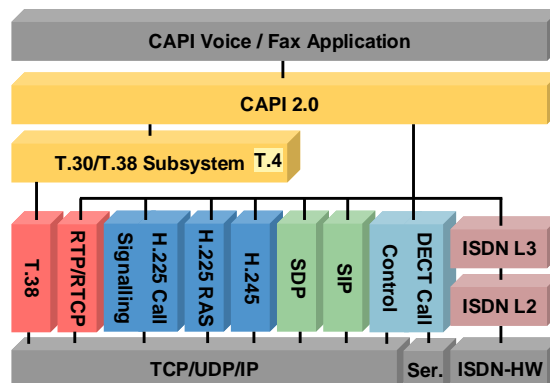 CAPI Voice / Fax Application
CAPI 2.0
T.30/T.38 Subsystem T.4
T.38
RTP/RTCP
H.225 Call
Signalling
H.225 RAS
H.245
SDP
SIP
DECT Call
Control
ISDN L3
ISDN L2
TCP/UDP/IP
Ser.
ISDN-HW